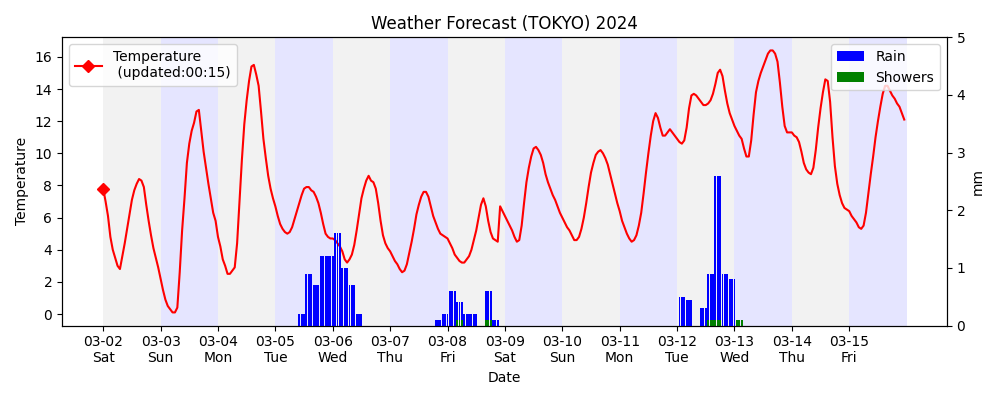 Weather Forecast (TOKYO) 2024
Temperature
(updated:00:15)
Rain
Showers
Temperature
16
14
12
10
8
6
4
2
0
5
4
3
2
1
0
mm
03-02 03-03 03-04 03-05 03-06 03-07 03-08 03-09 03-10 03-11 03-12 03-13 03-14 03-15
Sat Sun Mon Tue Wed Thu Fri Sat Sun Mon Tue Wed Thu Fri
Date